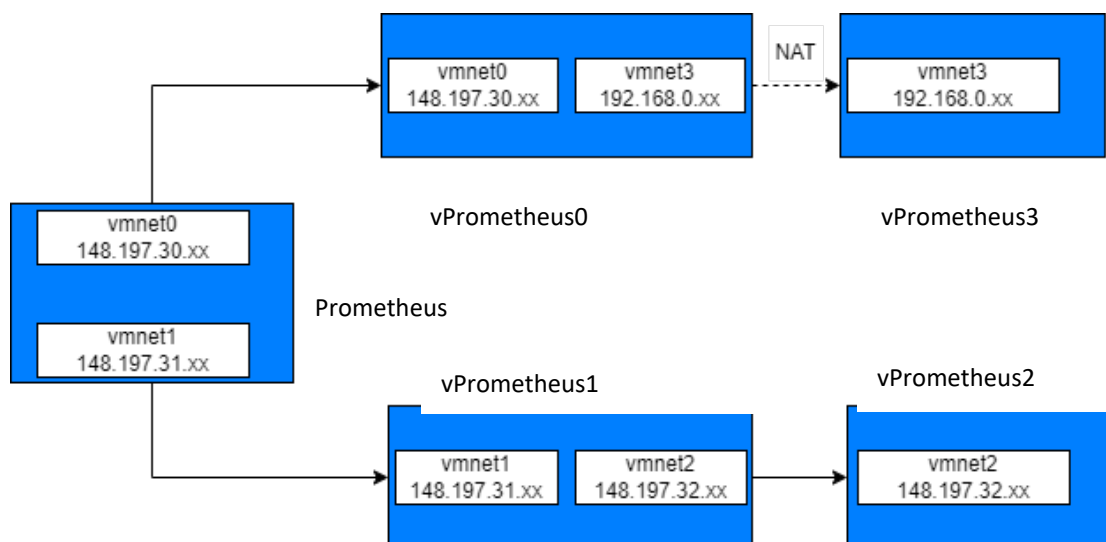 vmnet0
148.197.30.xx
vmnet3
192.168.0.xx
NAT
vmnet3
192.168.0.xx
vPrometheus0
vPrometheus3
vmnet0
148.197.30.xx
Prometheus
vmnet1
148.197.31.xx
vPrometheus1
vPrometheus2
vmnet1
148.197.31.xx
vmnet2
148.197.32.xx
vmnet2
148.197.32.xx